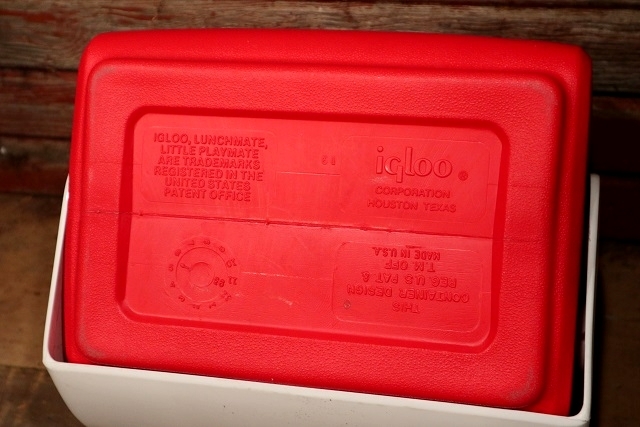 IGLOO, LUNCHMATE,
LITTLE PLAYMATE
ARE TRADEMARKS
REGISTERED IN THE
UNITED STATES
PATENT OFFICE
igloo ®
CORPORATION
HOUSTON TEXAS
THIS
CONTAINER DESIGN
REG. U.S. PAT. &
T. M. OFF
MADE IN U.S.A.